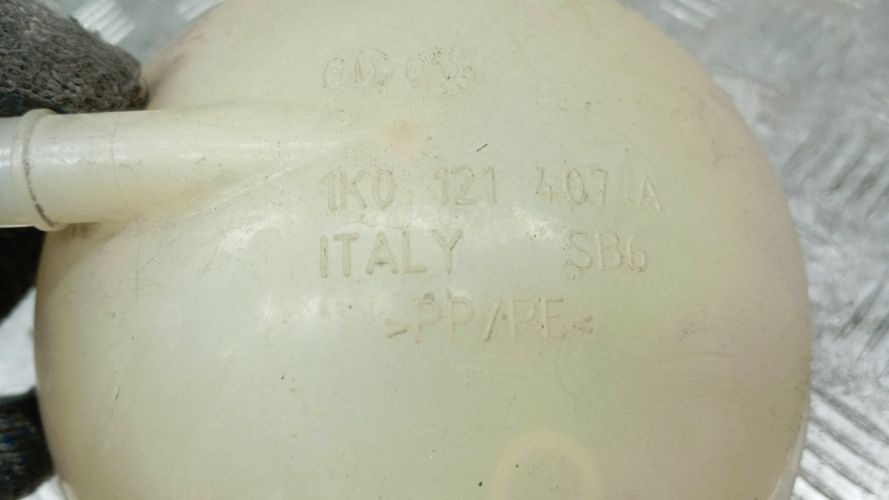 1K0 121 407 A
ITALY SB6
>PP/PE<